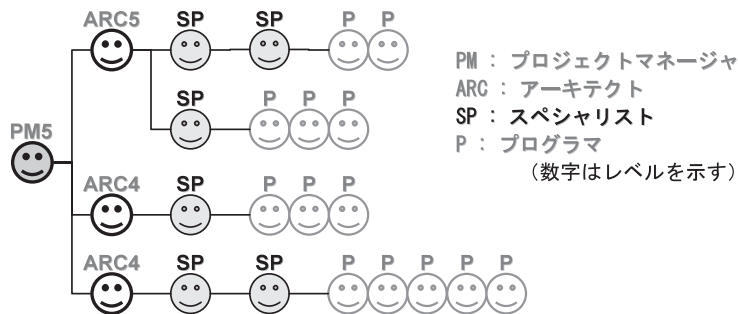 ARC5 SP SP P P
SP P P P
PM5
ARC4 SP P P P
ARC4 SP SP P P P P P
PM : プロジェクトマネージャ
ARC : アーキテクト
SP : スペシャリスト
P : プログラマ
(数字はレベルを示す)